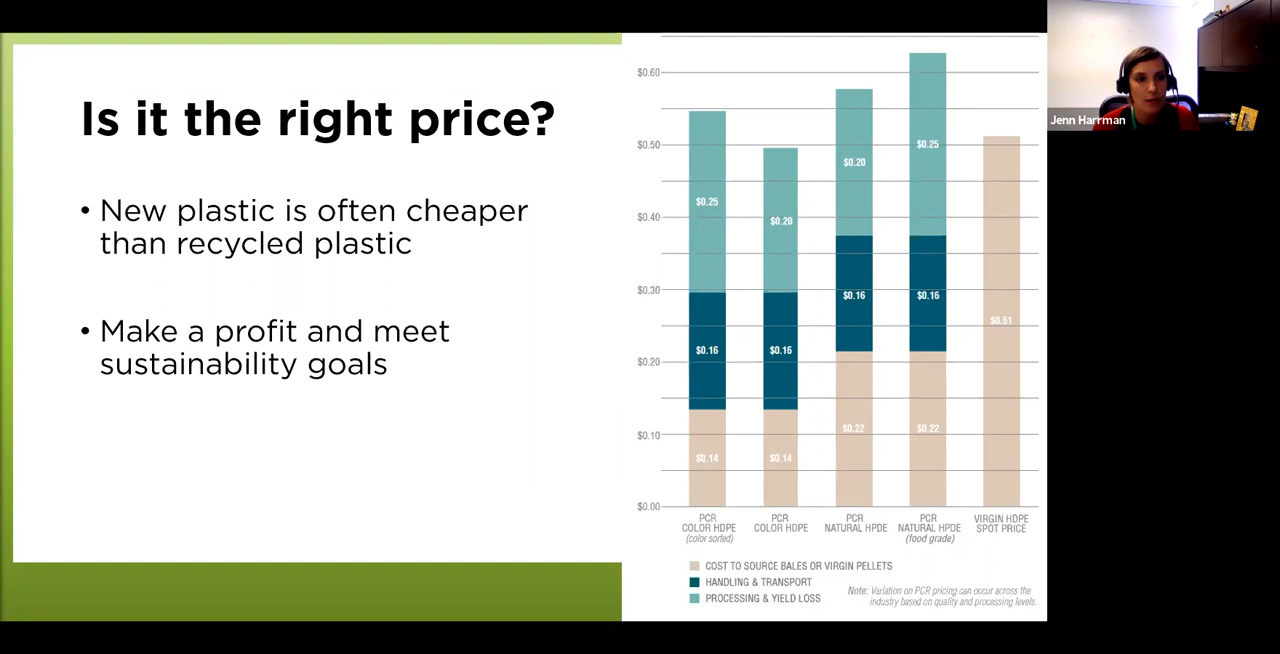 Is it the right price?
• New plastic is often cheaper
than recycled plastic
• Make a profit and meet
sustainability goals
$0.60
$0.50
$0.40
$0.30
$0.20
$0.10
$0.00
$0.25
$0.16
$0.14
$0.20
$0.16
$0.14
$0.20
$0.16
$0.22
$0.25
$0.16
$0.22
$0.51
PCR
COLOR HDPE
(color sorted)
PCR
COLOR HDPE
PCR
NATURAL HPDE
PCR
NATURAL HPDE
(food grade)
VIRGIN HDPE
SPOT PRICE
COST TO SOURCE BALES OR VIRGIN PELLETS
HANDLING & TRANSPORT
PROCESSING & YIELD LOSS
Note: Variation on PCR pricing can occur across the
industry based on quality and processing levels.
Jenn Harrman